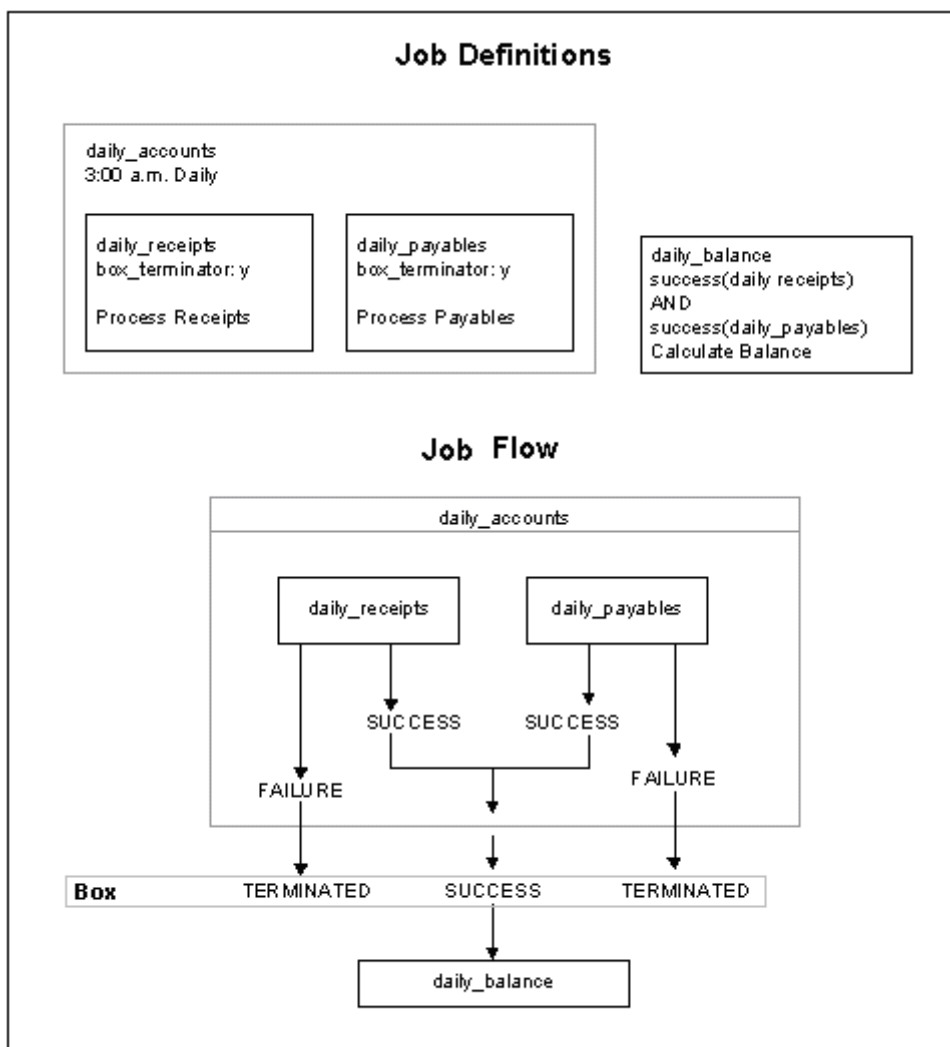 Job Definitions
daily_accounts
3:00 a.m. Daily
daily_receipts
box_terminator: y
Process Receipts
daily_payables
box_terminator: y
Process Payables
daily_balance
success(daily receipts)
AND
success(daily_payables)
Calculate Balance
Job Flow
daily_accounts
daily_receipts
daily_payables
SUCCESS
SUCCESS
FAILURE
FAILURE
Box
TERMINATED
SUCCESS
TERMINATED
daily_balance